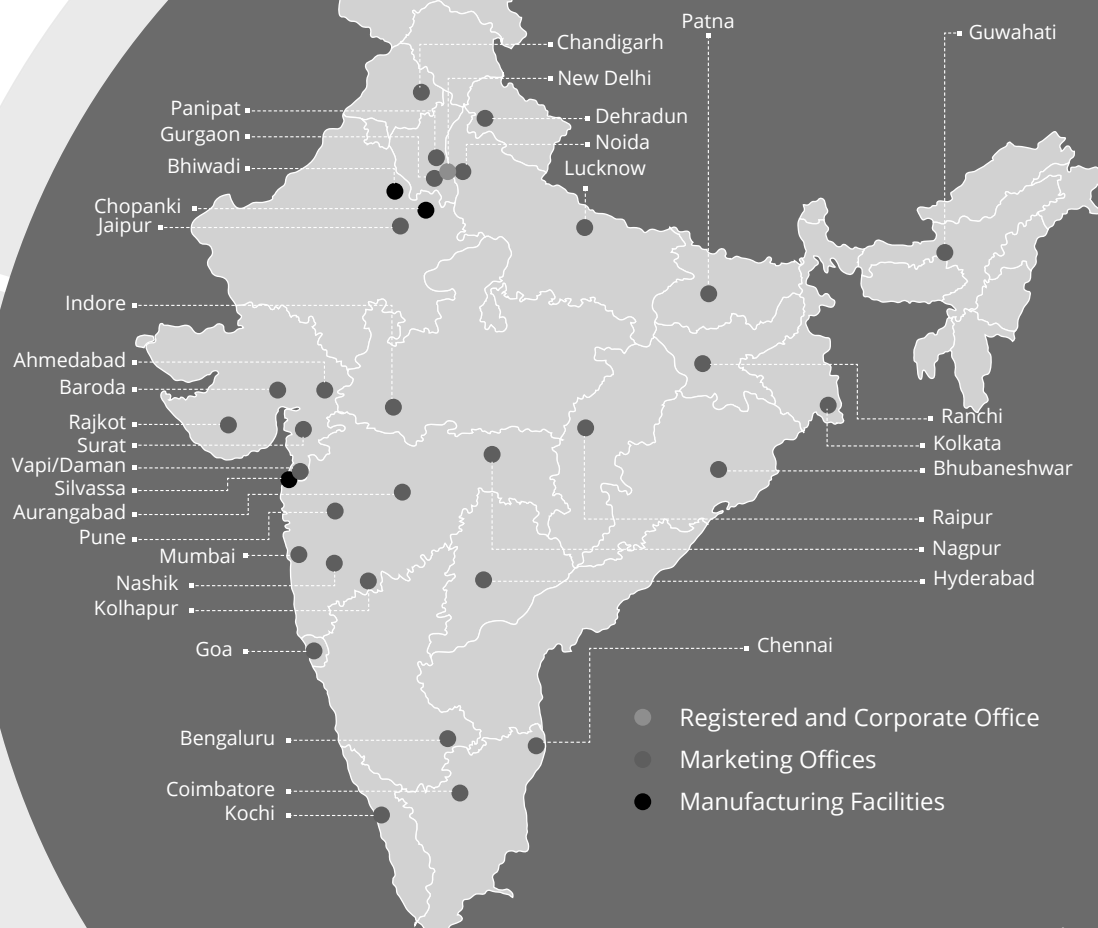 Patna
Guwahati
Chandigarh
New Delhi
Panipat
Dehradun
Gurgaon
Noida
Bhiwadi
Lucknow
Chopanki
Jaipur
Indore
Ahmedabad
Baroda
Rajkot
Surat
Vapi/Daman
Silvassa
Aurangabad
Pune
Mumbai
Nashik
Kolhapur
Goa
Bengaluru
Coimbatore
Kochi
Ranchi
Kolkata
Bhubaneshwar
Raipur
Nagpur
Hyderabad
Chennai
Registered and Corporate Office
Marketing Offices
Manufacturing Facilities